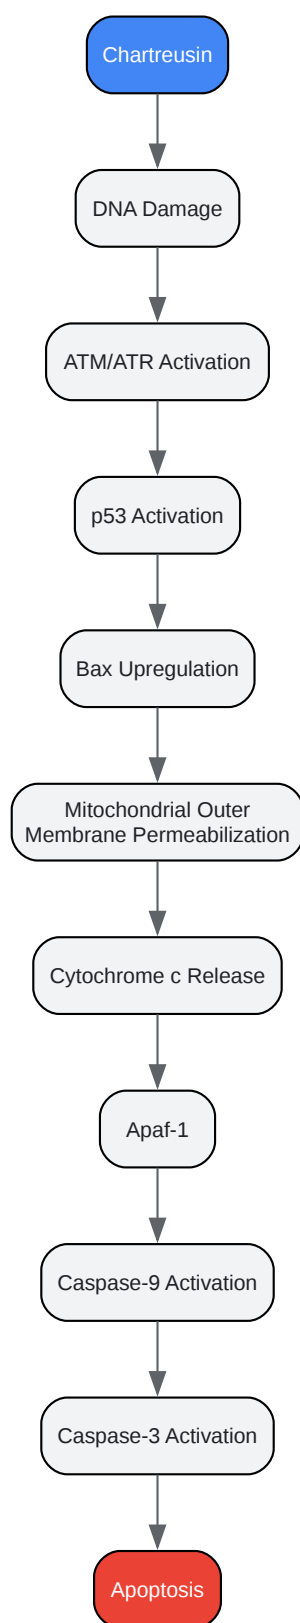 Chartreusin
DNA Damage
ATM/ATR Activation
p53 Activation
Bax Upregulation
Mitochondrial Outer
Membrane Permeabilization
Cytochrome c Release
Apaf-1
Caspase-9 Activation
Caspase-3 Activation
Apoptosis